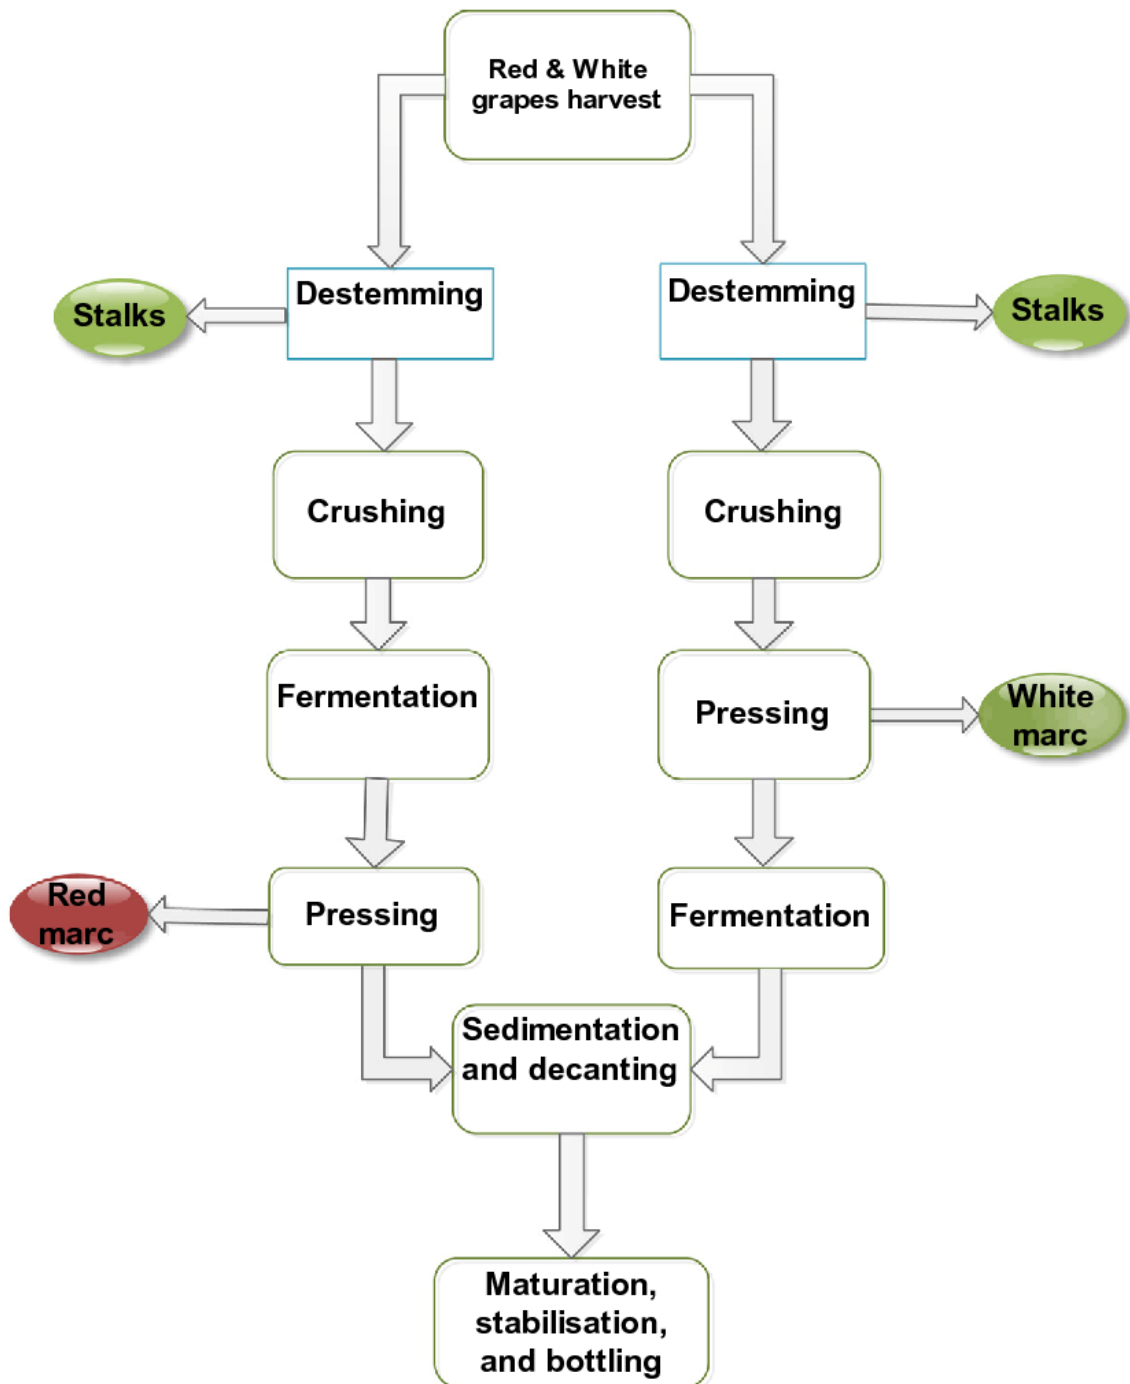 Red & White
grapes harvest
Destemming
Destemming
Stalks
Stalks
Crushing
Crushing
Fermentation
Pressing
White
marc
Red
marc
Pressing
Fermentation
Sedimentation
and decanting
Maturation,
stabilisation,
and bottling